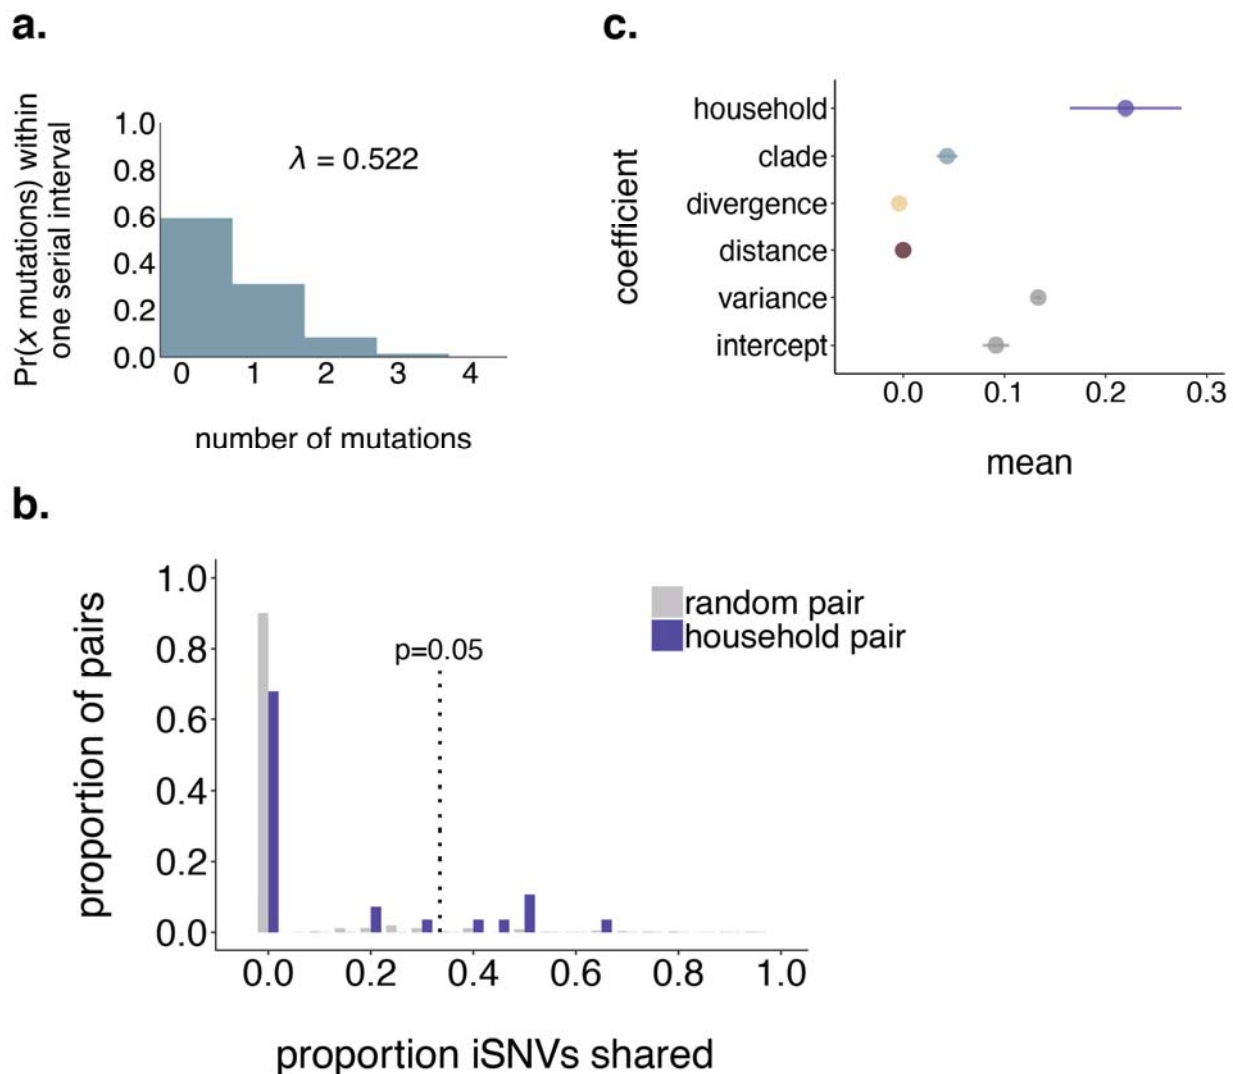 a.
Pr(x mutations) within
one serial interval
1.0
0.8
0.6
0.4
0.2
0.0
λ = 0.522
0 1 2 3 4
number of mutations
c.
coefficient
household
clade
divergence
distance
variance
intercept
0.0 0.1 0.2 0.3
mean
b.
proportion of pairs
1.0
0.8
0.6
0.4
0.2
0.0
p=0.05
random pair
household pair
0.0 0.2 0.4 0.6 0.8 1.0
proportion iSNVs shared